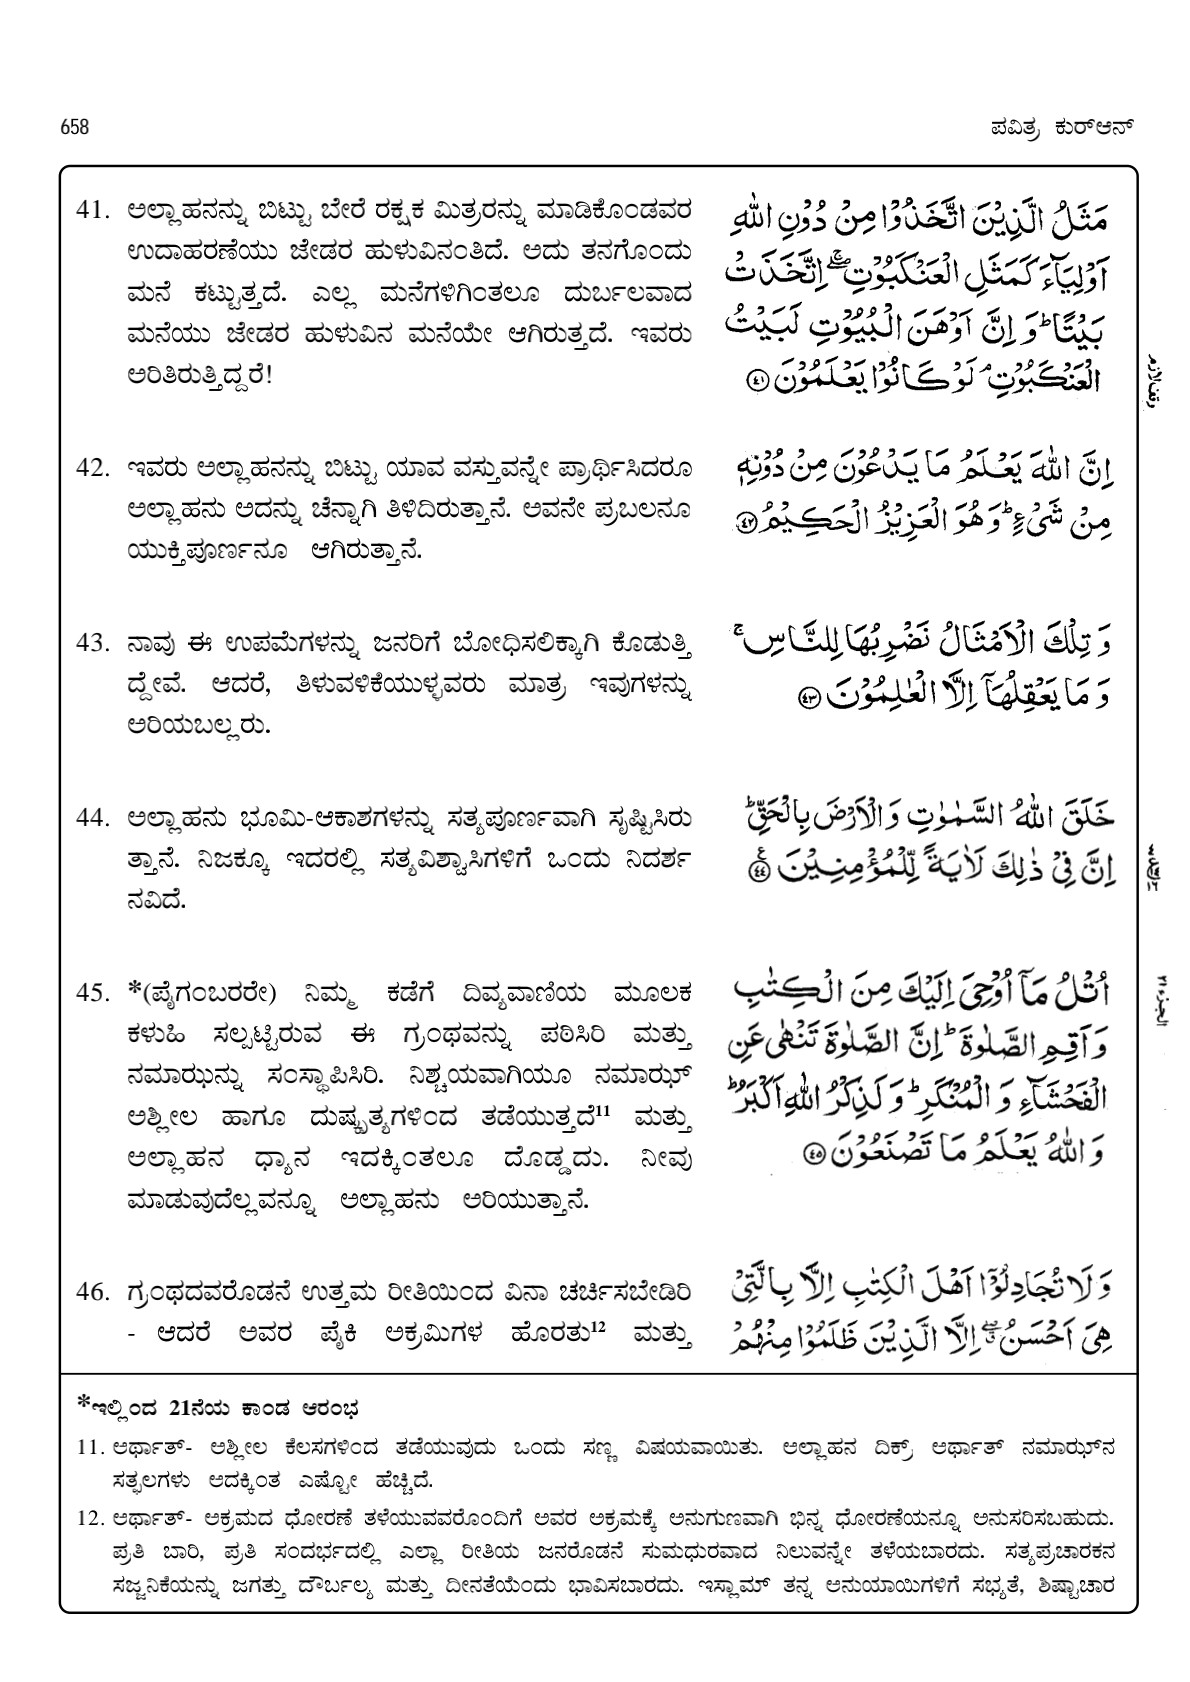 658
ಪವಿತ್ರ ಕುರ್‌ಆನ್
41. ಅಲ್ಲಾಹನನ್ನು ಬಿಟ್ಟು ಬೇರೆ ರಕ್ಷಕ ಮಿತ್ರರನ್ನು ಮಾಡಿಕೊಂಡವರ
ಉದಾಹರಣೆಯು ಜೇಡರ ಹುಳುವಿನಂತಿದೆ. ಅದು ತನಗೊಂದು
ಮನೆ ಕಟ್ಟುತ್ತದೆ. ಎಲ್ಲ ಮನೆಗಳಿಗಿಂತಲೂ ದುರ್ಬಲವಾದ
ಮನೆಯು ಜೇಡರ ಹುಳುವಿನ ಮನೆಯೇ ಆಗಿರುತ್ತದೆ. ಇವರು
ಅರಿತಿರುತ್ತಿದ್ದರೆ!
مَثَلُ الَّذِيْنَ اتَّخَذُوْا مِنْ دُوْنِ اللّٰهِ
اَوْلِيَآءَ كَمَثَلِ الْعَنْكَبُوْتِ ۚۖ اِتَّخَذَتْ
بَيْتًا ؕ وَ اِنَّ اَوْهَنَ الْبُيُوْتِ لَبَيْتُ
الْعَنْكَبُوْتِ ۘ لَوْ كَانُوْا يَعْلَمُوْنَ ﴿۴۱﴾
وقف لازم
42. ಇವರು ಅಲ್ಲಾಹನನ್ನು ಬಿಟ್ಟು ಯಾವ ವಸ್ತುವನ್ನೇ ಪ್ರಾರ್ಥಿಸಿದರೂ
ಅಲ್ಲಾಹನು ಅದನ್ನು ಚೆನ್ನಾಗಿ ತಿಳಿದಿರುತ್ತಾನೆ. ಅವನೇ ಪ್ರಬಲನೂ
ಯುಕ್ತಿಪೂರ್ಣನೂ ಆಗಿರುತ್ತಾನೆ.
اِنَّ اللّٰهَ يَعْلَمُ مَا يَدْعُوْنَ مِنْ دُوْنِهٖ
مِنْ شَىْءٍ ؕ وَ هُوَ الْعَزِيْزُ الْحَكِيْمُ ﴿۴۲﴾
43. ನಾವು ಈ ಉಪಮೆಗಳನ್ನು ಜನರಿಗೆ ಬೋಧಿಸಲಿಕ್ಕಾಗಿ ಕೊಡುತ್ತಿ
ದ್ದೇವೆ. ಆದರೆ, ತಿಳುವಳಿಕೆಯುಳ್ಳವರು ಮಾತ್ರ ಇವುಗಳನ್ನು
ಅರಿಯಬಲ್ಲರು.
وَ تِلْكَ الْاَمْثَالُ نَضْرِبُهَا لِلنَّاسِ ۚ
وَ مَا يَعْقِلُهَاۤ اِلَّا الْعٰلِمُوْنَ ﴿۴۳﴾
44. ಅಲ್ಲಾಹನು ಭೂಮಿ-ಆಕಾಶಗಳನ್ನು ಸತ್ಯಪೂರ್ಣವಾಗಿ ಸೃಷ್ಟಿಸಿರು
ತ್ತಾನೆ. ನಿಜಕ್ಕೂ ಇದರಲ್ಲಿ ಸತ್ಯವಿಶ್ವಾಸಿಗಳಿಗೆ ಒಂದು ನಿದರ್ಶ
ನವಿದೆ.
خَلَقَ اللّٰهُ السَّمٰوٰتِ وَ الْاَرْضَ بِالْحَقِّ ؕ
اِنَّ فِىْ ذٰلِكَ لَاٰيَةً لِّلْمُؤْمِنِيْنَ ﴿۴۴﴾
45. *(ಪೈಗಂಬರರೇ) ನಿಮ್ಮ ಕಡೆಗೆ ದಿವ್ಯವಾಣಿಯ ಮೂಲಕ
ಕಳುಹಿ ಸಲ್ಪಟ್ಟಿರುವ ಈ ಗ್ರಂಥವನ್ನು ಪಠಿಸಿರಿ ಮತ್ತು
ನಮಾಝನ್ನು ಸಂಸ್ಥಾಪಿಸಿರಿ. ನಿಶ್ಚಯವಾಗಿಯೂ ನಮಾಝ್
ಅಶ್ಲೀಲ ಹಾಗೂ ದುಷ್ಕೃತ್ಯಗಳಿಂದ ತಡೆಯುತ್ತದೆ¹¹ ಮತ್ತು
ಅಲ್ಲಾಹನ ಧ್ಯಾನ ಇದಕ್ಕಿಂತಲೂ ದೊಡ್ಡದು. ನೀವು
ಮಾಡುವುದೆಲ್ಲವನ್ನೂ ಅಲ್ಲಾಹನು ಅರಿಯುತ್ತಾನೆ.
اُتْلُ مَاۤ اُوْحِىَ اِلَيْكَ مِنَ الْكِتٰبِ
وَ اَقِمِ الصَّلٰوةَ ؕ اِنَّ الصَّلٰوةَ تَنْهٰى عَنِ
الْفَحْشَآءِ وَ الْمُنْكَرِ ؕ وَ لَذِكْرُ اللّٰهِ اَكْبَرُ ؕ
وَ اللّٰهُ يَعْلَمُ مَا تَصْنَعُوْنَ ﴿۴۵﴾
الجزء ۲۱
46. ಗ್ರಂಥದವರೊಡನೆ ಉತ್ತಮ ರೀತಿಯಿಂದ ವಿನಾ ಚರ್ಚಿಸಬೇಡಿರಿ
- ಆದರೆ ಅವರ ಪೈಕಿ ಅಕ್ರಮಿಗಳ ಹೊರತು¹² ಮತ್ತು
وَ لَا تُجَادِلُوْۤا اَهْلَ الْكِتٰبِ اِلَّا بِالَّتِىْ
هِىَ اَحْسَنُ ۖ اِلَّا الَّذِيْنَ ظَلَمُوْا مِنْهُمْ
*ಇಲ್ಲಿಂದ 21ನೆಯ ಕಾಂಡ ಆರಂಭ
11. ಅರ್ಥಾತ್- ಅಶ್ಲೀಲ ಕೆಲಸಗಳಿಂದ ತಡೆಯುವುದು ಒಂದು ಸಣ್ಣ ವಿಷಯವಾಯಿತು. ಅಲ್ಲಾಹನ ದಿಕ್ರ್ ಅರ್ಥಾತ್ ನಮಾಝ್‌ನ
ಸತ್ಫಲಗಳು ಅದಕ್ಕಿಂತ ಎಷ್ಟೋ ಹೆಚ್ಚಿದೆ.
12. ಅರ್ಥಾತ್- ಅಕ್ರಮದ ಧೋರಣೆ ತಳೆಯುವವರೊಂದಿಗೆ ಅವರ ಅಕ್ರಮಕ್ಕೆ ಅನುಗುಣವಾಗಿ ಭಿನ್ನ ಧೋರಣೆಯನ್ನೂ ಅನುಸರಿಸಬಹುದು.
ಪ್ರತಿ ಬಾರಿ, ಪ್ರತಿ ಸಂದರ್ಭದಲ್ಲಿ ಎಲ್ಲಾ ರೀತಿಯ ಜನರೊಡನೆ ಸುಮಧುರವಾದ ನಿಲುವನ್ನೇ ತಳೆಯಬಾರದು. ಸತ್ಯಪ್ರಚಾರಕನ
ಸಜ್ಜನಿಕೆಯನ್ನು ಜಗತ್ತು ದೌರ್ಬಲ್ಯ ಮತ್ತು ದೀನತೆಯೆಂದು ಭಾವಿಸಬಾರದು. ಇಸ್ಲಾಮ್ ತನ್ನ ಅನುಯಾಯಿಗಳಿಗೆ ಸಭ್ಯತೆ, ಶಿಷ್ಟಾಚಾರ